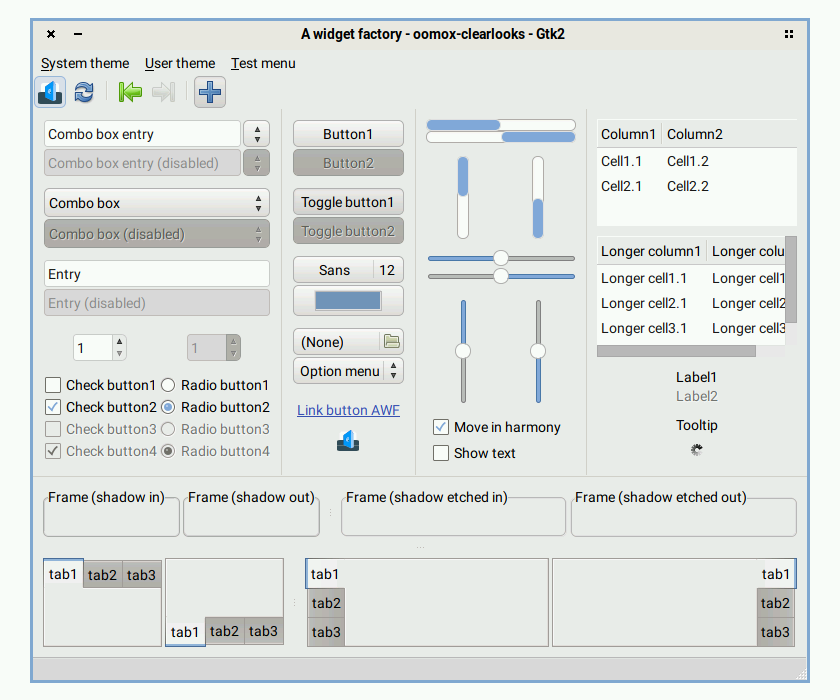 A widget factory - oomox-clearlooks - Gtk2
System theme User theme Test menu
Combo box entry
Combo box entry (disabled)
Combo box
Combo box (disabled)
Entry
Entry (disabled)
1 1
Check button1 Radio button1
Check button2 Radio button2
Check button3 Radio button3
Check button4 Radio button4
Button1
Button2
Toggle button1
Toggle button2
Sans 12
(None)
Option menu
Link button AWF
Move in harmony
Show text
Column1 Column2
Cell1.1 Cell1.2
Cell2.1 Cell2.2
Longer column1 Longer colu
Longer cell1.1 Longer cell1
Longer cell2.1 Longer cell2
Longer cell3.1 Longer cell3
Label1
Label2
Tooltip
Frame (shadow in) Frame (shadow out) Frame (shadow etched in) Frame (shadow etched out)
tab1 tab2 tab3
tab1 tab2 tab3
tab1
tab2
tab3
tab1
tab2
tab3